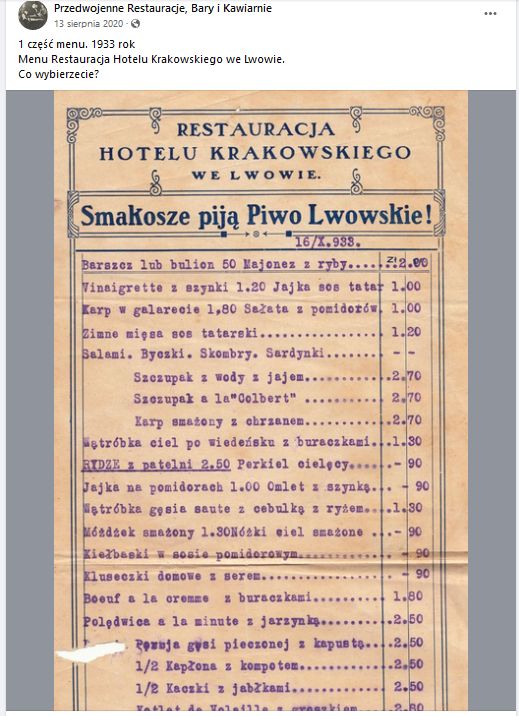 Przedwojenne Restauracje, Bary i Kawiarnie
13 sierpnia 2020
1 część menu. 1933 rok
Menu Restauracja Hotelu Krakowskiego we Lwowie.
Co wybierzecie?
RESTAURACJA
HOTELU KRAKOWSKIEGO
WE LWOWIE.
Smakosze piją Piwo Lwowskie!
16/X.933.
Barszcz lub bulion 50 Majonez z ryby......Zł 2.00
Vinaigrette z szynki 1.20 Jajka sos tatar 1.00
Karp w galarecie 1,80 Sałata z pomidorów. 1.00
Zimne mięsa sos tatarski................ 1.20
Salami. Byczki. Skombry. Sardynki....... - -
Szczupak z wody z jajem............2.70
Szczupak a la"Colbert" ............2.70
Karp smażony z chrzanem............2.70
Wątróbka ciel po wiedeńsku z buraczkami..1.30
RYDZE z patelni 2.50 Perkiel cielęcy.....- 90
Jajka na pomidorach 1.00 Omlet z szynką.. - 90
Wątróbka gęsia saute z cebulką z ryżem...1.30
Móżdżek smażony 1.30Nóżki ciel smażone ..- 90
Kiełbaski w sosie pomidorowym........... - 90
Kluseczki domowe z serem................ - 90
Boeuf a la cremme z buraczkami.......... 1.80
Polędwica a la minute z jarzynką........2.50
gęsi pieczonej z kapustą....2.50
1/2 Kapłona z kompotem.............2.50
1/2 Kaczki z jabłkami..............2.50
Kotlet de Volaille z groszkiem